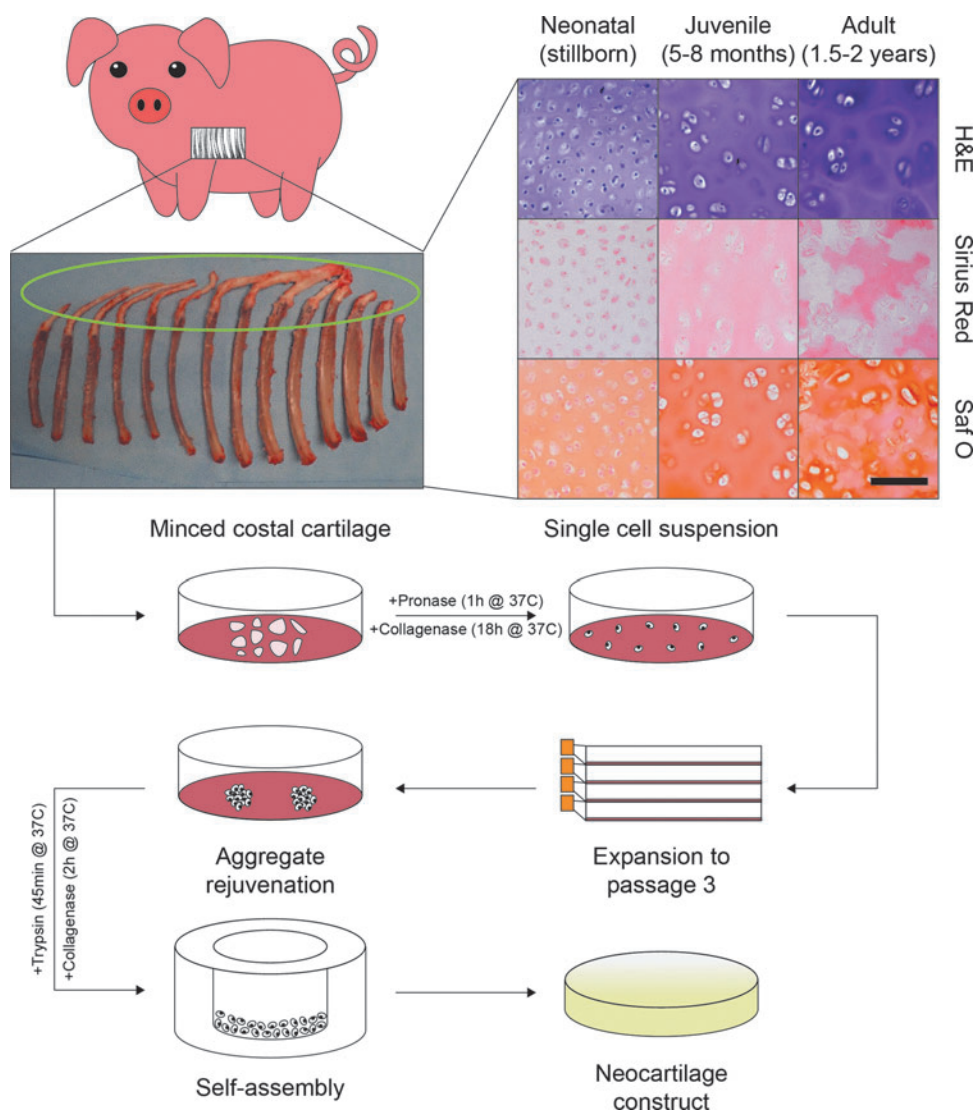 Neonatal
(stillborn)
Juvenile
(5-8 months)
Adult
(1.5-2 years)
H&E
Sirius Red
Saf O
Minced costal cartilage
Single cell suspension
+Pronase (1h @ 37C)
+Collagenase (18h @ 37C)
Aggregate
rejuvenation
Expansion to
passage 3
+Trypsin (45min @ 37C)
+Collagenase (2h @ 37C)
Self-assembly
Neocartilage
construct